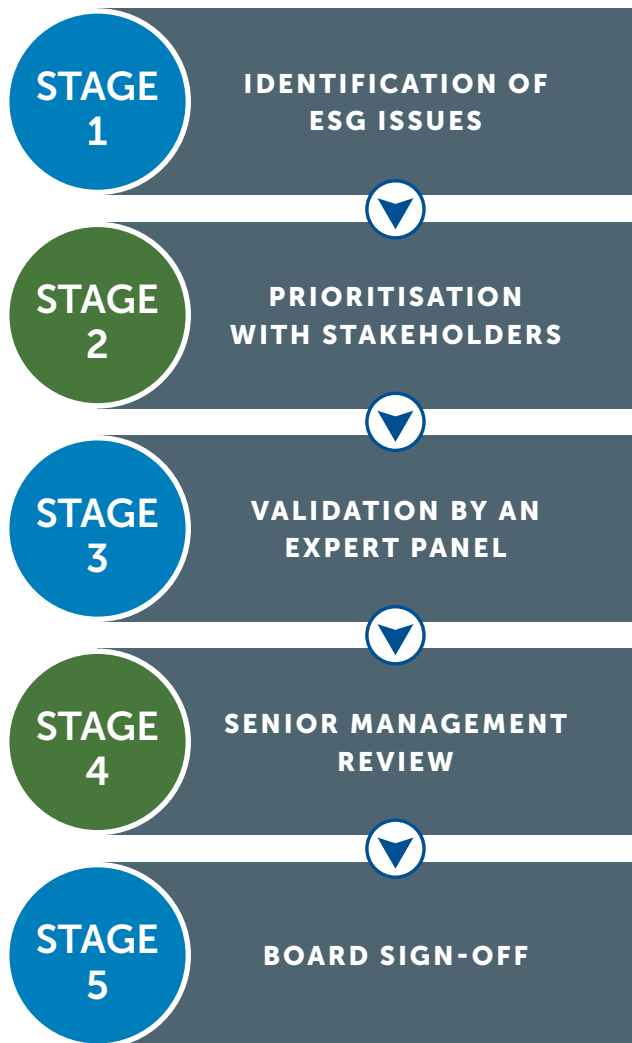 STAGE
1
IDENTIFICATION OF
ESG ISSUES
STAGE
2
PRIORITISATION
WITH STAKEHOLDERS
STAGE
3
VALIDATION BY AN
EXPERT PANEL
STAGE
4
SENIOR MANAGEMENT
REVIEW
STAGE
5
BOARD SIGN-OFF